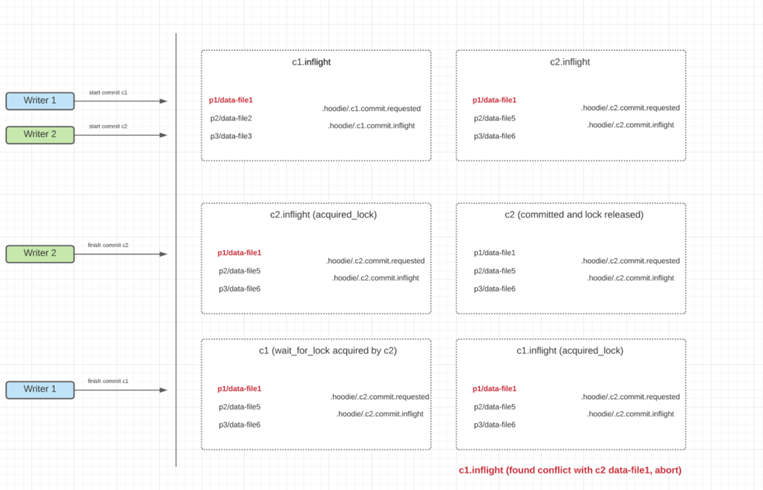 c1.inflight
c2.inflight
Writer 1
start commit c1
p1/data-file1
p2/data-file2
p3/data-file3
.hoodie/.c1.commit.requested
.hoodie/.c1.commit.inflight
p1/data-file1
p2/data-file5
p3/data-file6
.hoodie/.c2.commit.requested
.hoodie/.c2.commit.inflight
Writer 2
start commit c2
c2.inflight (acquired_lock)
c2 (committed and lock released)
Writer 2
finish commit c2
p1/data-file1
p2/data-file5
p3/data-file6
.hoodie/.c2.commit.requested
.hoodie/.c2.commit.inflight
p1/data-file1
p2/data-file5
p3/data-file6
.hoodie/.c2.commit.requested
.hoodie/.c2.commit.inflight
c1 (wait_for_lock acquired by c2)
c1.inflight (acquired_lock)
Writer 1
finish commit c1
p1/data-file1
p2/data-file5
p3/data-file6
.hoodie/.c2.commit.requested
.hoodie/.c2.commit.inflight
p1/data-file1
p2/data-file5
p3/data-file6
.hoodie/.c2.commit.requested
.hoodie/.c2.commit.inflight
c1.inflight (found conflict with c2 data-file1, abort)